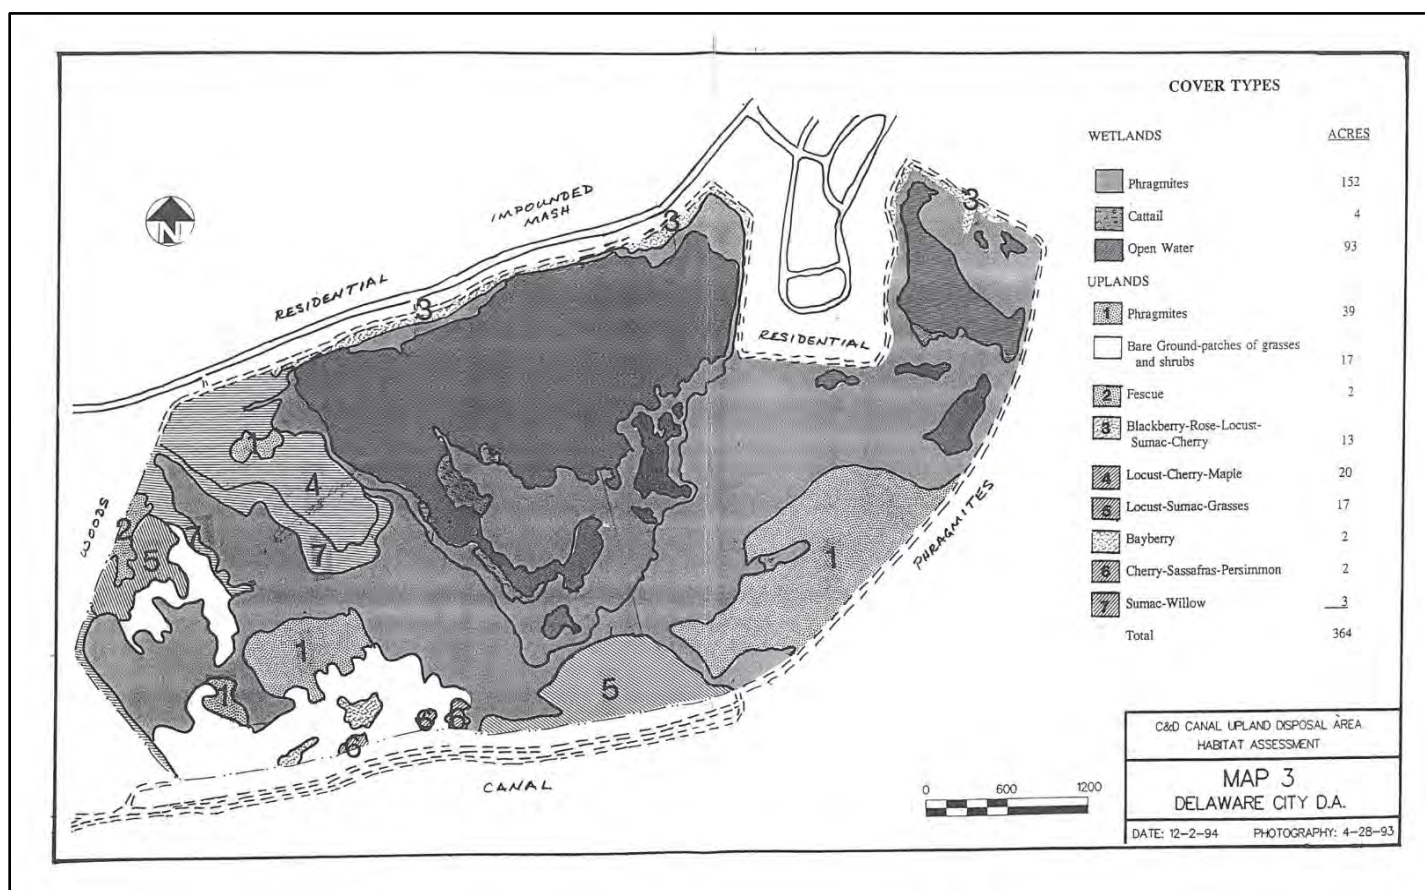 COVER TYPES
WETLANDS ACRES
Phragmites 152
Cattail 4
Open Water 93
UPLANDS
1 Phragmites 39
Bare Ground-patches of grasses
and shrubs 17
2 Fescue 2
3 Blackberry-Rose-Locust-
Sumac-Cherry 13
4 Locust-Cherry-Maple 20
5 Locust-Sumac-Grasses 17
Bayberry 2
6 Cherry-Sassafras-Persimmon 2
7 Sumac-Willow 3
Total 364
N
IMPOUNDED
MASH
RESIDENTIAL
3
3
3
RESIDENTIAL
1
4
WOODS
2
7
5
1
7
1
PHRAGMITES
1
5
1
6
6
CANAL
0 600 1200
C&D CANAL UPLAND DISPOSAL AREA
HABITAT ASSESSMENT
MAP 3
DELAWARE CITY D.A.
DATE: 12-2-94 PHOTOGRAPHY: 4-28-93